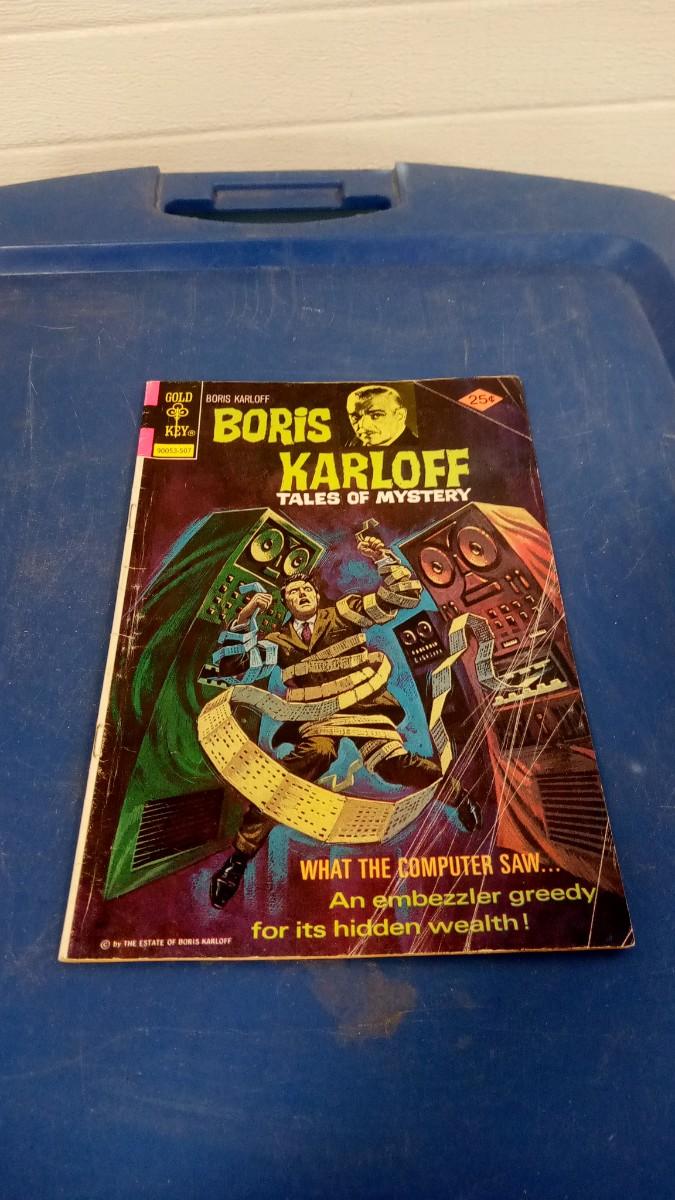 GOLD
KEY®
90053-507
BORIS KARLOFF
25¢
BORIS
KARLOFF
TALES OF MYSTERY
WHAT THE COMPUTER SAW...
An embezzler greedy
for its hidden wealth!
© by THE ESTATE OF BORIS KARLOFF